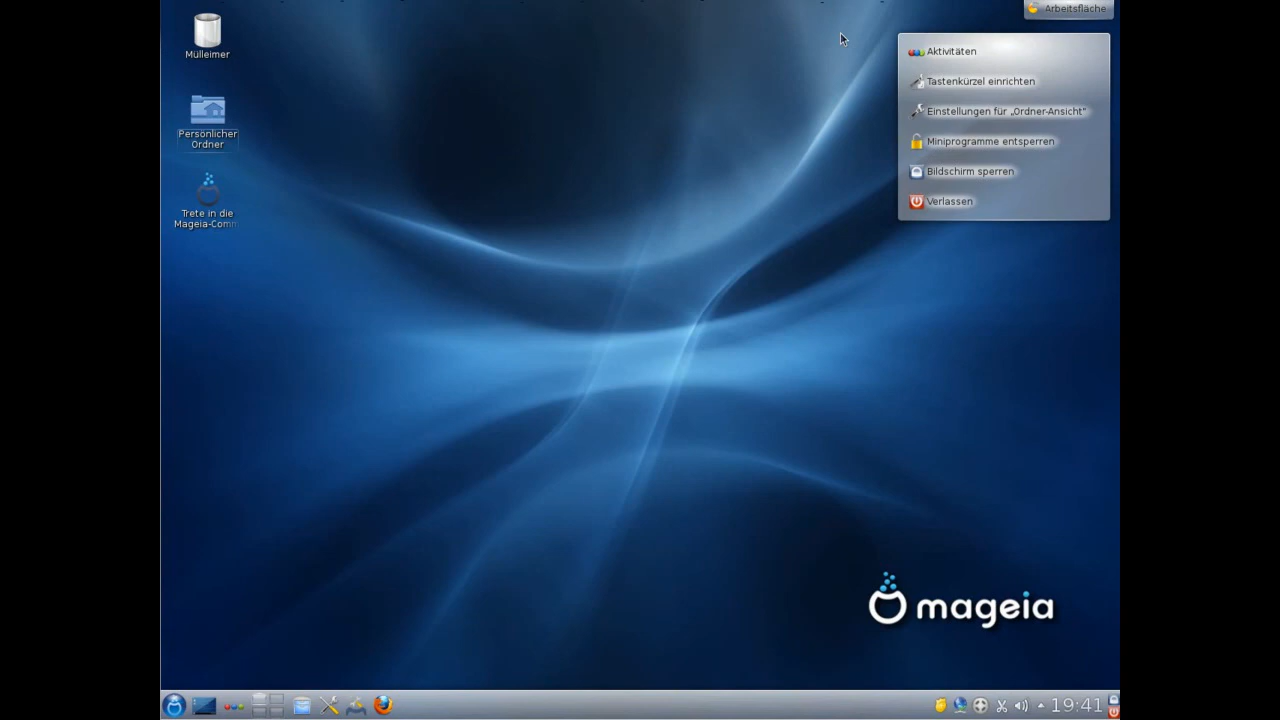 Arbeitsfläche
Mülleimer
Aktivitäten
Tastenkürzel einrichten
Einstellungen für „Ordner-Ansicht“
Miniprogramme entsperren
Bildschirm sperren
Verlassen
Persönlicher
Ordner
Trete in die
Mageia-Comm
mageia
19:41